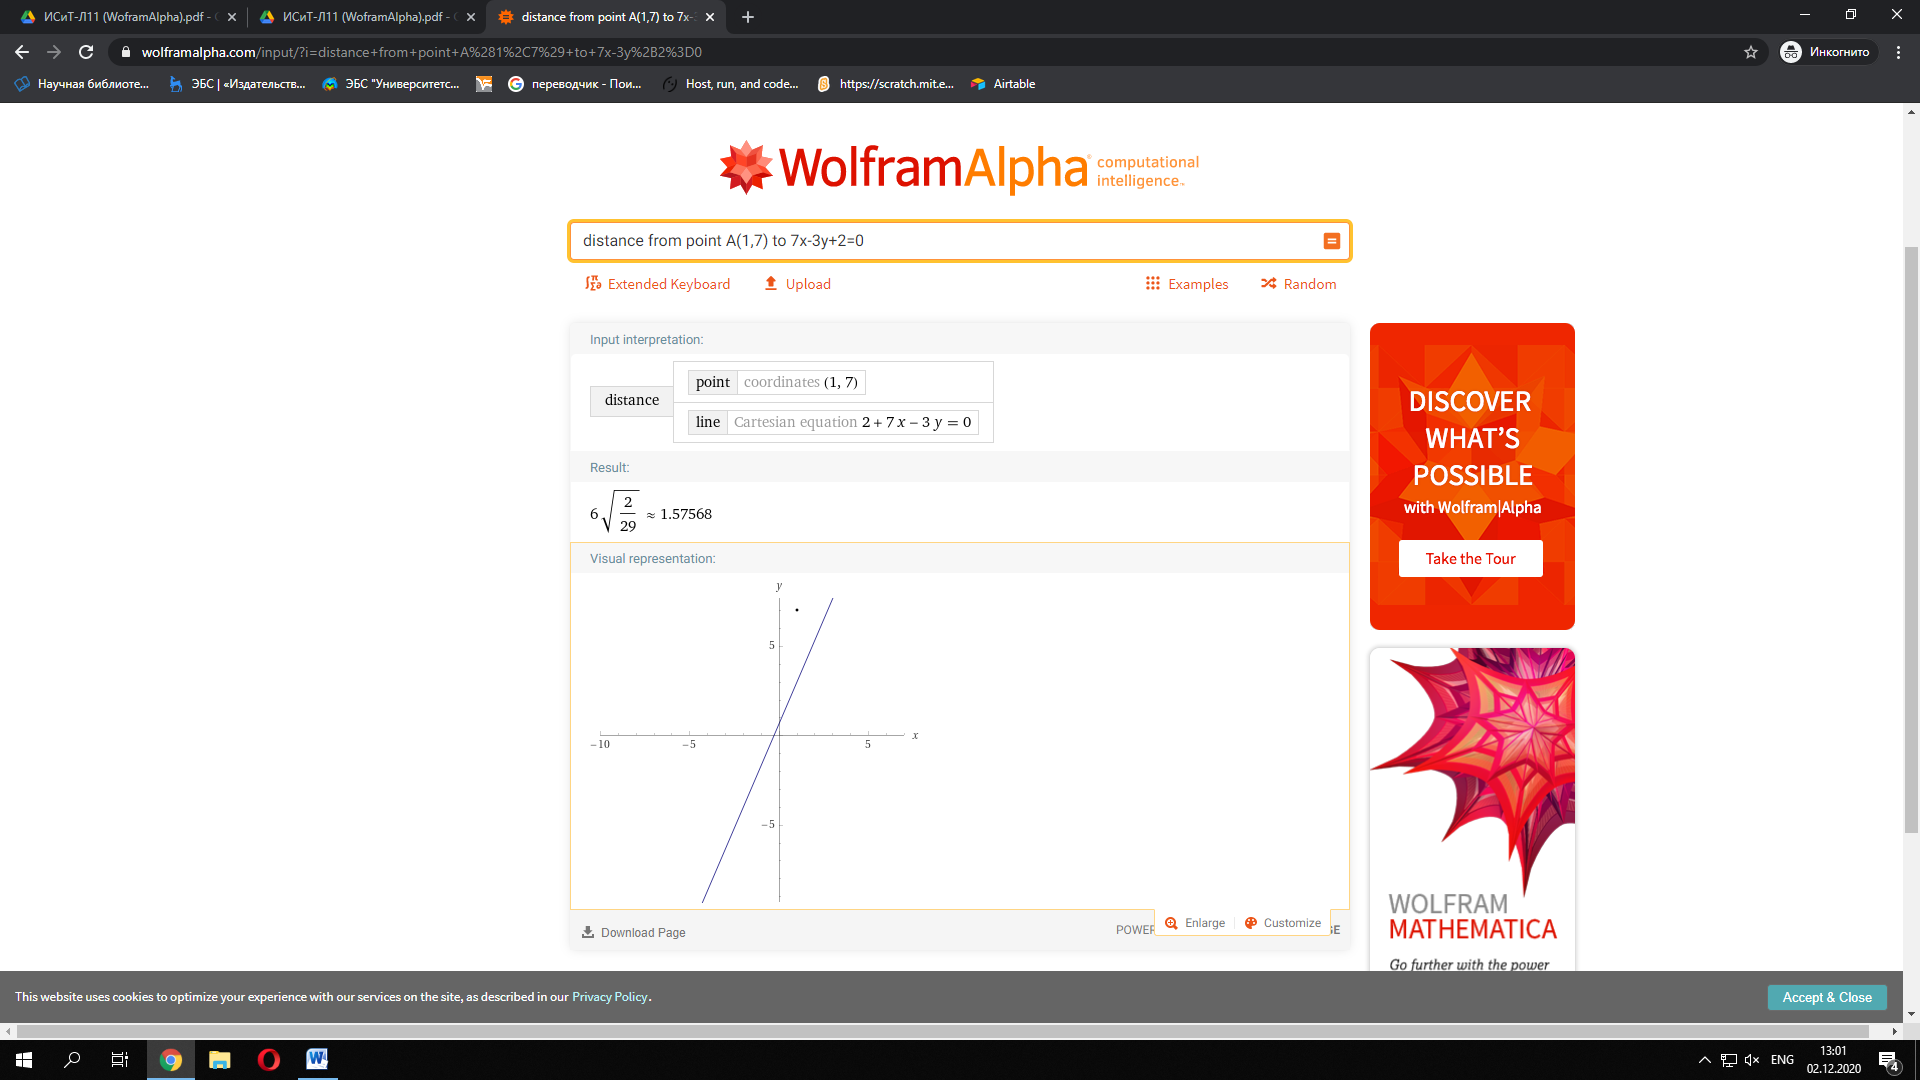 ИСиТ-Л11 (WoframAlpha).pdf -
ИСиТ-Л11 (WoframAlpha).pdf -
distance from point A(1,7) to 7x-
wolframalpha.com/input/?i=distance+from+point+A%281%2C7%29+to+7x-3y%2B2%3D0
Инкогнито
Научная библиоте...
ЭБС | «Издательств...
ЭБС "Университетс...
переводчик - Пои...
Host, run, and code...
https://scratch.mit.e...
Airtable
WolframAlpha computational intelligence.
distance from point A(1,7) to 7x-3y+2=0
Extended Keyboard
Upload
Examples
Random
Input interpretation:
distance
point coordinates (1, 7)
line Cartesian equation 2 + 7 x − 3 y = 0
Result:
6 √(2/29) ≈ 1.57568
Visual representation:
y
5
−10 −5 5 x
−5
Download Page
POWER
Enlarge
Customize
GE
DISCOVER
WHAT'S
POSSIBLE
with Wolfram|Alpha
Take the Tour
WOLFRAM
MATHEMATICA
Go further with the power
This website uses cookies to optimize your experience with our services on the site, as described in our Privacy Policy.
Accept & Close
ENG
13:01
02.12.2020
4